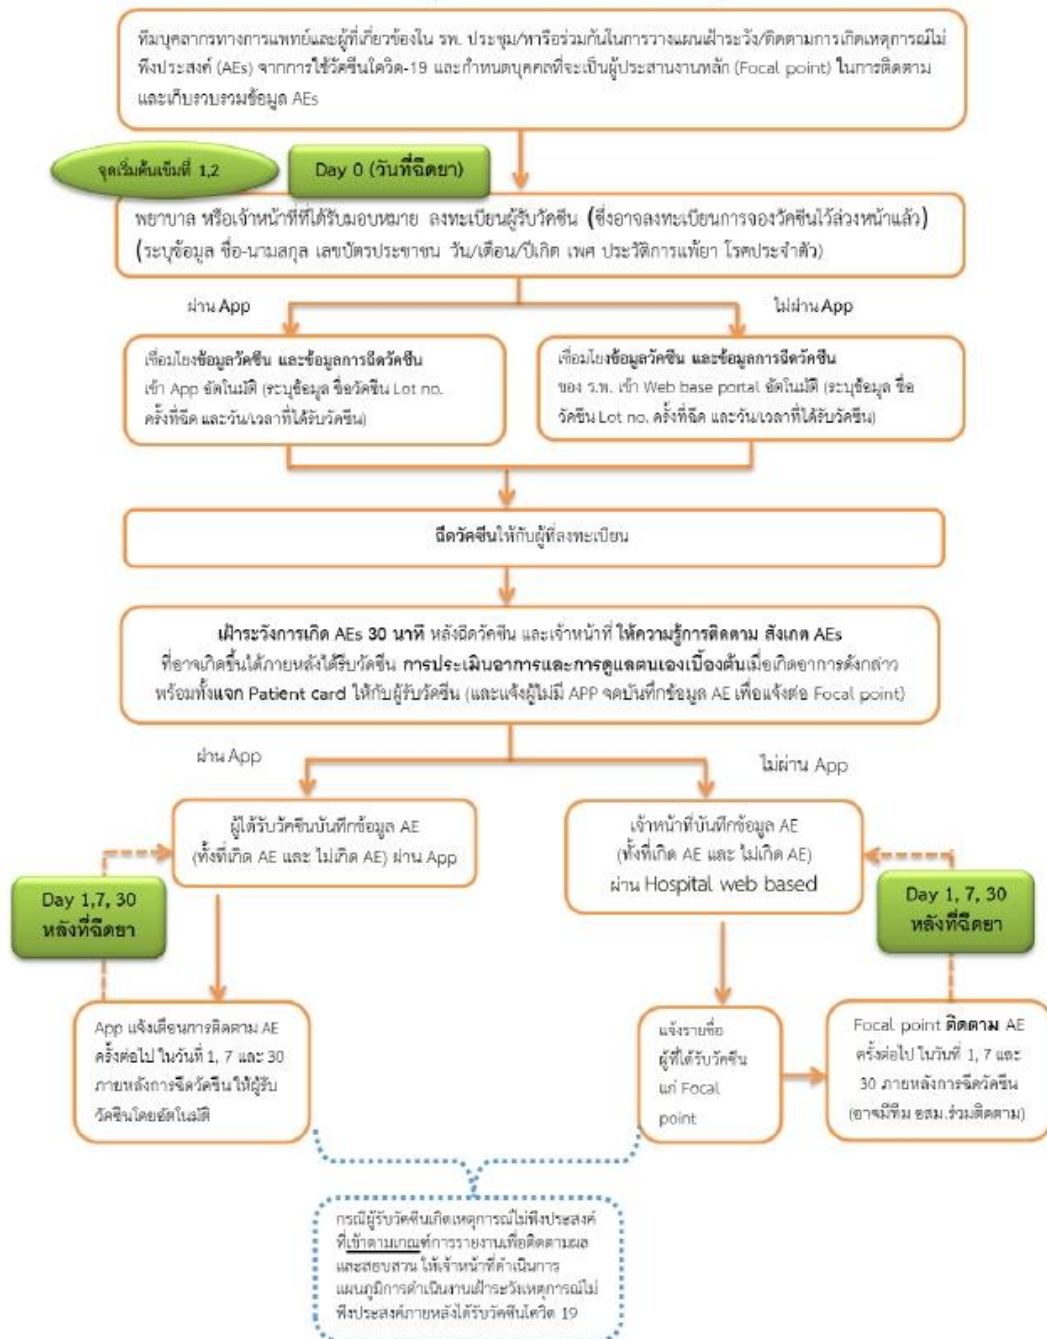 ทีมบุคลากรทางการแพทย์และผู้ที่เกี่ยวข้องใน รพ. ประชุม/หารือร่วมกันในการวางแผนเฝ้าระวัง/ติดตามการเกิดเหตุการณ์ไม่
พึงประสงค์ (AEs) จากการใช้วัคซีนโควิด-19 และกำหนดบุคคลที่จะเป็นผู้ประสานงานหลัก (Focal point) ในการติดตาม
และเก็บรวบรวมข้อมูล AEs
จุดเริ่มต้นเข็มที่ 1,2
Day 0 (วันที่ฉีดยา)
พยาบาล หรือเจ้าหน้าที่ที่ได้รับมอบหมาย ลงทะเบียนผู้รับวัคซีน (ซึ่งอาจลงทะเบียนการจองวัคซีนไว้ล่วงหน้าแล้ว)
(ระบุข้อมูล ชื่อ-นามสกุล เลขบัตรประชาชน วัน/เดือน/ปีเกิด เพศ ประวัติการแพ้ยา โรคประจำตัว)
ผ่าน App
ไม่ผ่าน App
เชื่อมโยงข้อมูลวัคซีน และข้อมูลการฉีดวัคซีน
เข้า App อัตโนมัติ (ระบุข้อมูล ชื่อวัคซีน Lot no.
ครั้งที่ฉีด และวัน/เวลาที่ได้รับวัคซีน)
เชื่อมโยงข้อมูลวัคซีน และข้อมูลการฉีดวัคซีน
ของ ร.พ. เข้า Web base portal อัตโนมัติ (ระบุข้อมูล ชื่อ
วัคซีน Lot no. ครั้งที่ฉีด และวัน/เวลาที่ได้รับวัคซีน)
ฉีดวัคซีนให้กับผู้ที่ลงทะเบียน
เฝ้าระวังการเกิด AEs 30 นาที หลังฉีดวัคซีน และเจ้าหน้าที่ ให้ความรู้การติดตาม สังเกต AEs
ที่อาจเกิดขึ้นได้ภายหลังได้รับวัคซีน การประเมินอาการและการดูแลตนเองเบื้องต้นเมื่อเกิดอาการดังกล่าว
พร้อมทั้งแจก Patient card ให้กับผู้รับวัคซีน (และแจ้งผู้ไม่มี APP จดบันทึกข้อมูล AE เพื่อแจ้งต่อ Focal point)
ผ่าน App
ไม่ผ่าน App
ผู้ได้รับวัคซีนบันทึกข้อมูล AE
(ทั้งที่เกิด AE และ ไม่เกิด AE) ผ่าน App
เจ้าหน้าที่บันทึกข้อมูล AE
(ทั้งที่เกิด AE และ ไม่เกิด AE)
ผ่าน Hospital web based
Day 1,7, 30
หลังที่ฉีดยา
Day 1, 7, 30
หลังที่ฉีดยา
App แจ้งเตือนการติดตาม AE
ครั้งต่อไป ในวันที่ 1, 7 และ 30
ภายหลังการฉีดวัคซีน ให้ผู้รับ
วัคซีนโดยอัตโนมัติ
แจ้งรายชื่อ
ผู้ที่ได้รับวัคซีน
แก่ Focal
point
Focal point ติดตาม AE
ครั้งต่อไป ในวันที่ 1, 7 และ
30 ภายหลังการฉีดวัคซีน
(อาจมีทีม อสม.ร่วมติดตาม)
กรณีผู้รับวัคซีนเกิดเหตุการณ์ไม่พึงประสงค์
ที่เข้าตามเกณฑ์การรายงานเพื่อติดตามผล
และสอบสวน ให้เจ้าหน้าที่ดำเนินการ
แผนภูมิการดำเนินงานเฝ้าระวังเหตุการณ์ไม่
พึงประสงค์ภายหลังได้รับวัคซีนโควิด 19